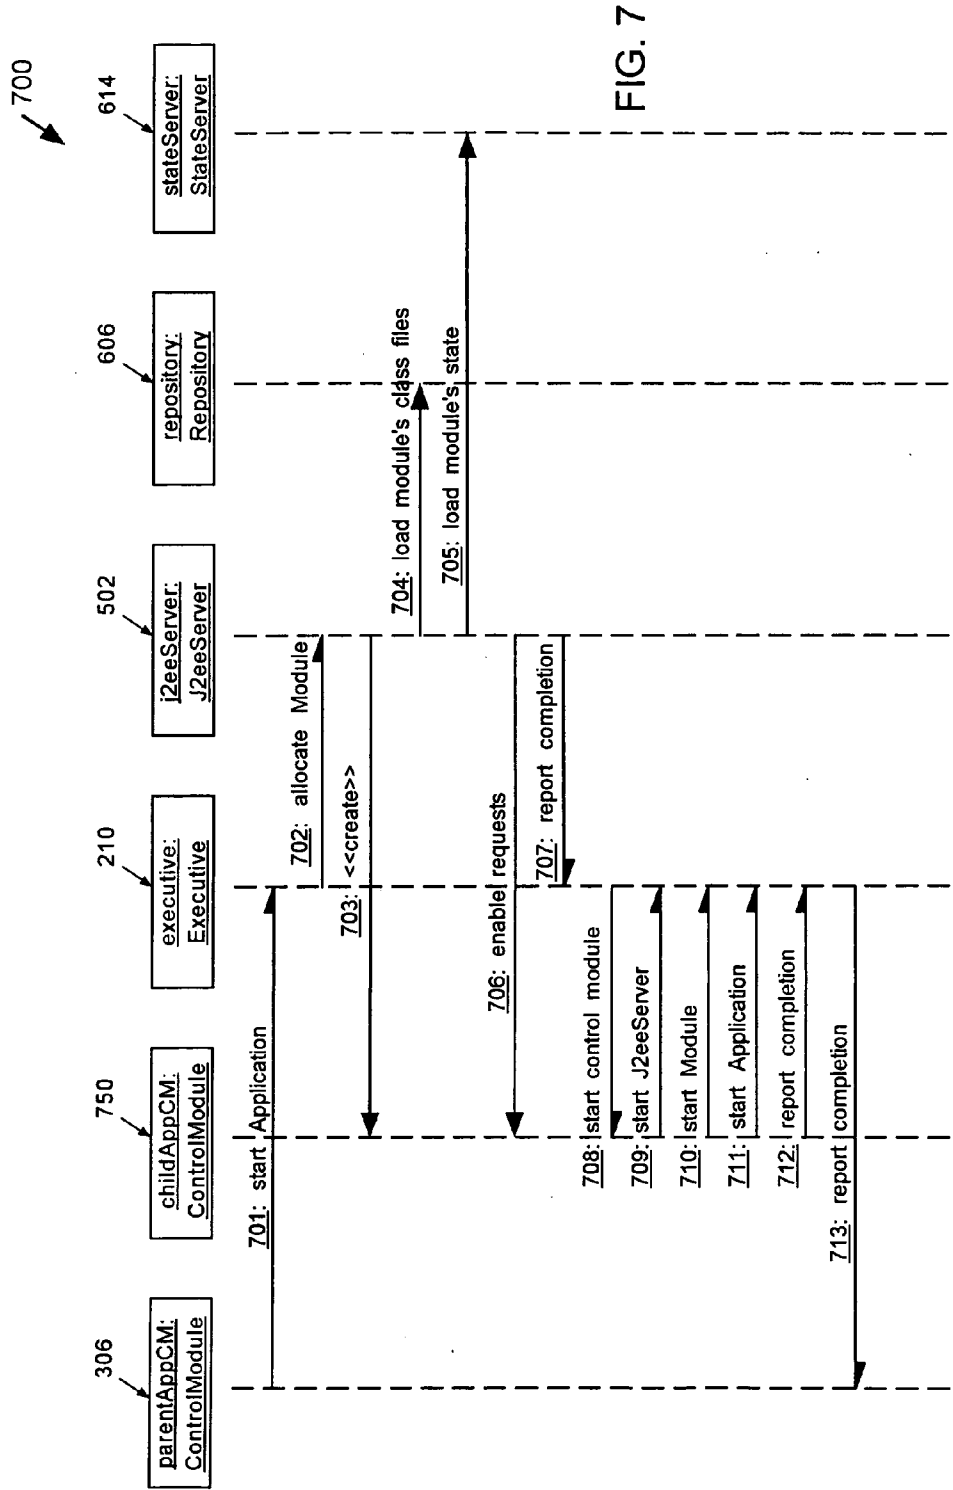 700
306
750
210
502
606
614
parentAppCM:
ControlModule
childAppCM:
ControlModule
executive:
Executive
j2eeServer:
J2eeServer
repository:
Repository
stateServer:
StateServer
701: start Application
702: allocate Module
703: <<create>>
704: load module's class files
705: load module's state
706: enable requests
707: report completion
708: start control module
709: start J2eeServer
710: start Module
711: start Application
712: report completion
713: report completion
FIG. 7